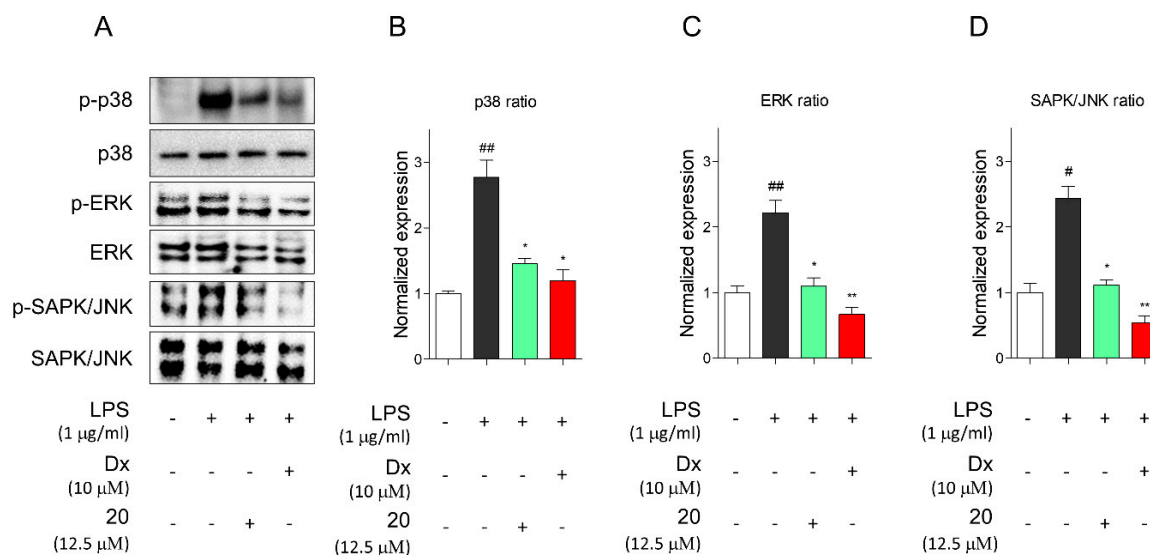 A
B
C
D
p-p38
p38
p-ERK
ERK
p-SAPK/JNK
SAPK/JNK
LPS - + + +
(1 µg/ml)
Dx - - - +
(10 µM)
20 - - + -
(12.5 µM)
p38 ratio
Normalized expression
3
2
1
0
##
*
*
LPS - + + +
(1 µg/ml)
Dx - - - +
(10 µM)
20 - - + -
(12.5 µM)
ERK ratio
Normalized expression
3
2
1
0
##
*
**
LPS - + + +
(1 µg/ml)
Dx - - - +
(10 µM)
20 - - + -
(12.5 µM)
SAPK/JNK ratio
Normalized expression
3
2
1
0
#
*
**
LPS - + + +
(1 µg/ml)
Dx - - - +
(10 µM)
20 - - + -
(12.5 µM)